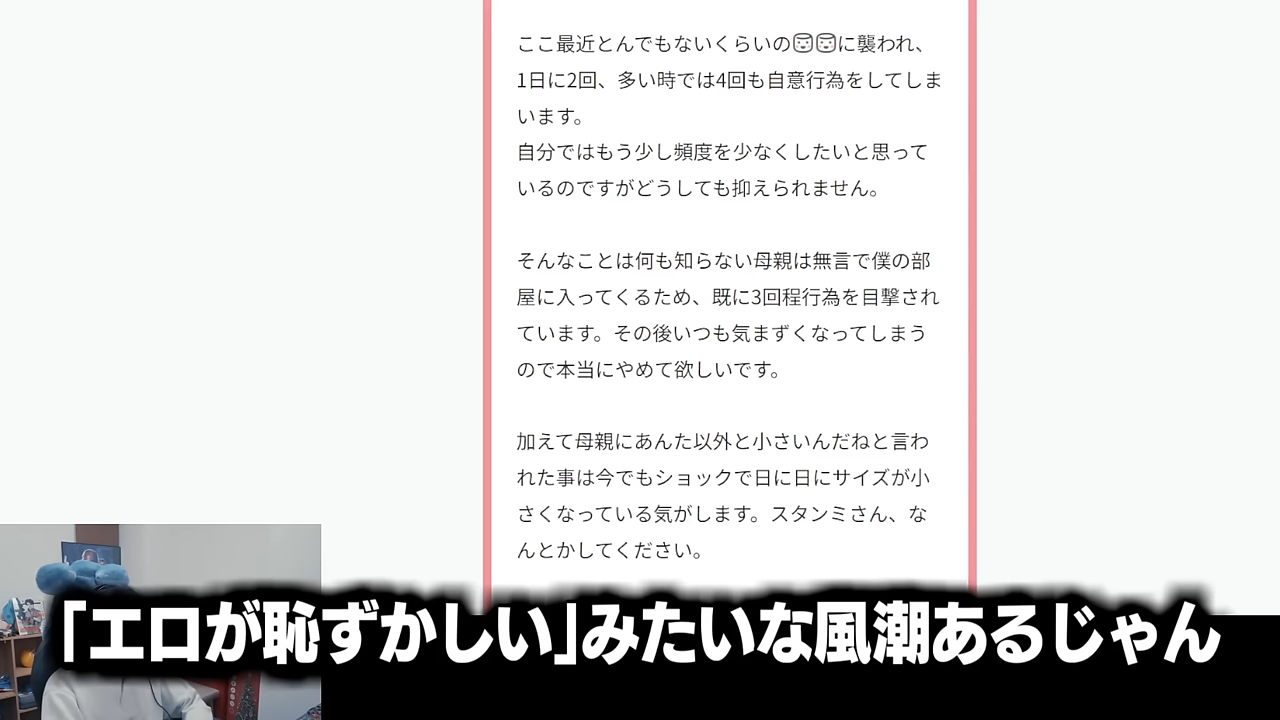 ここ最近とんでもないくらいの😇😇に襲われ、
1日に2回、多い時では4回も自意行為をしてしま
います。
自分ではもう少し頻度を少なくしたいと思って
いるのですがどうしても抑えられません。
そんなことは何も知らない母親は無言で僕の部
屋に入ってくるため、既に3回程行為を目撃され
ています。その後いつも気まずくなってしまう
ので本当にやめて欲しいです。
加えて母親にあんた以外と小さいんだねと言わ
れた事は今でもショックで日に日にサイズが小
さくなっている気がします。スタンミさん、な
んとかしてください。
「エロが恥ずかしい」みたいな風潮あるじゃん